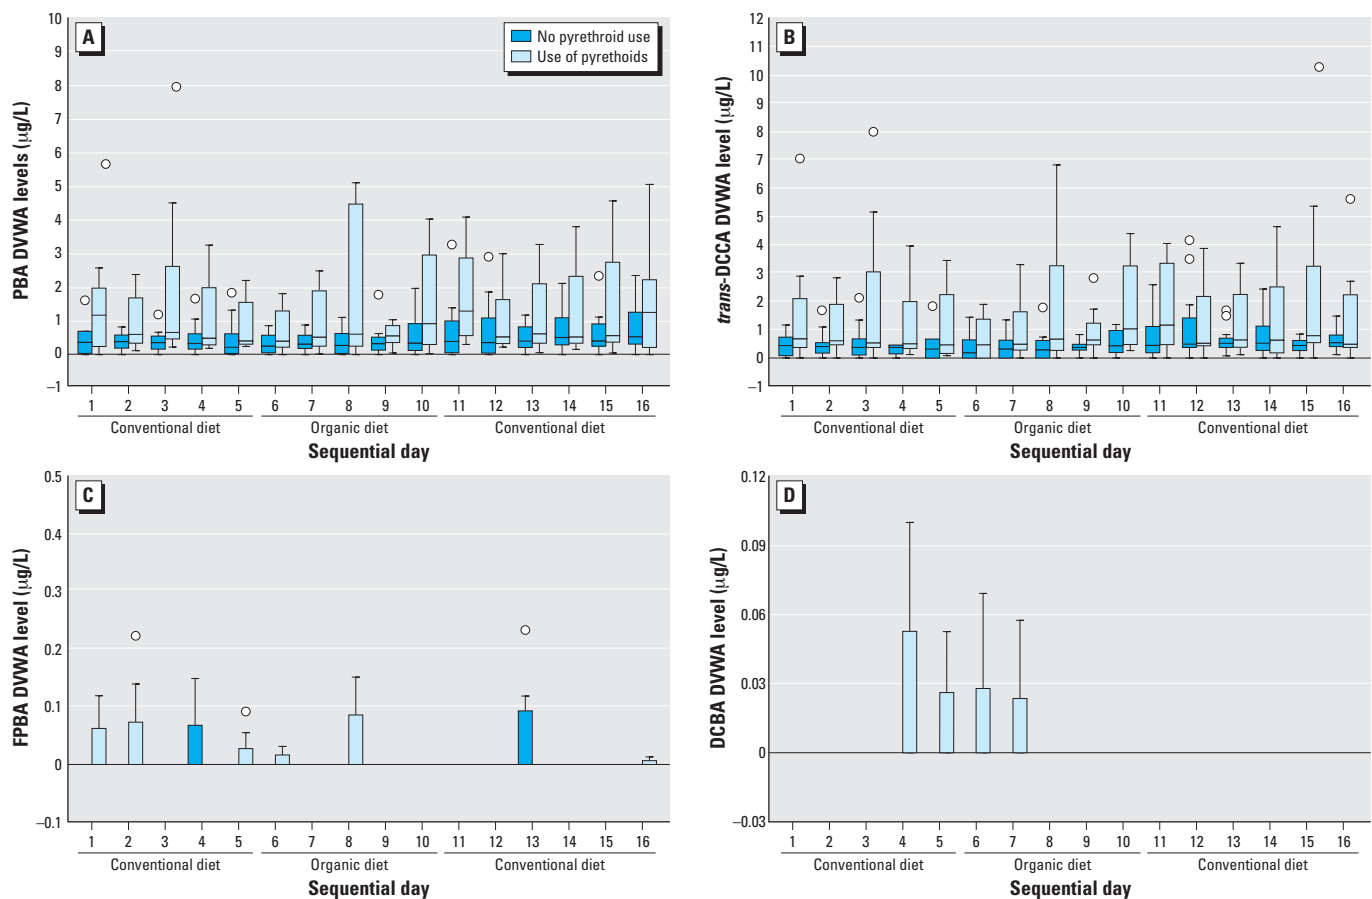 A
No pyrethroid use
Use of pyrethoids
PBA DVWA levels (µg/L)
10
9
8
7
6
5
4
3
2
1
0
–1
1 2 3 4 5 6 7 8 9 10 11 12 13 14 15 16
Conventional diet Organic diet Conventional diet
Sequential day
B
trans-DCCA DVWA level (µg/L)
12
11
10
9
8
7
6
5
4
3
2
1
0
–1
1 2 3 4 5 6 7 8 9 10 11 12 13 14 15 16
Conventional diet Organic diet Conventional diet
Sequential day
C
FPBA DVWA level (µg/L)
0.5
0.4
0.3
0.2
0.1
0
–0.1
1 2 3 4 5 6 7 8 9 10 11 12 13 14 15 16
Conventional diet Organic diet Conventional diet
Sequential day
D
DCBA DVWA level (µg/L)
0.12
0.09
0.06
0.03
0
–0.03
1 2 3 4 5 6 7 8 9 10 11 12 13 14 15 16
Conventional diet Organic diet Conventional diet
Sequential day